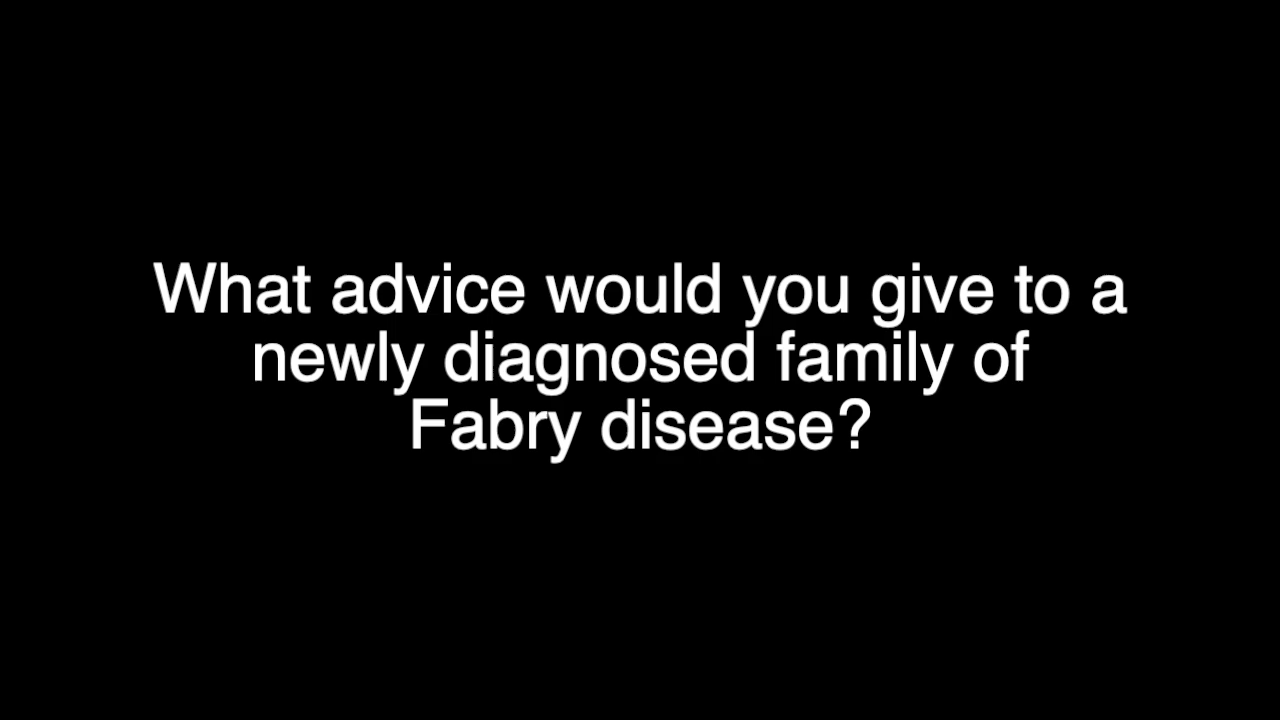 What advice would you give to a
newly diagnosed family of
Fabry disease?